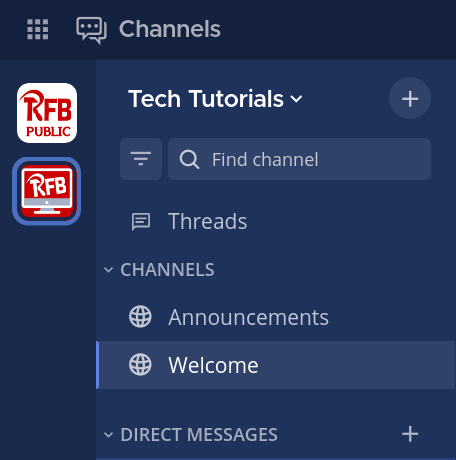 Channels
RFB
PUBLIC
RFB
Tech Tutorials
Find channel
Threads
CHANNELS
Announcements
Welcome
DIRECT MESSAGES